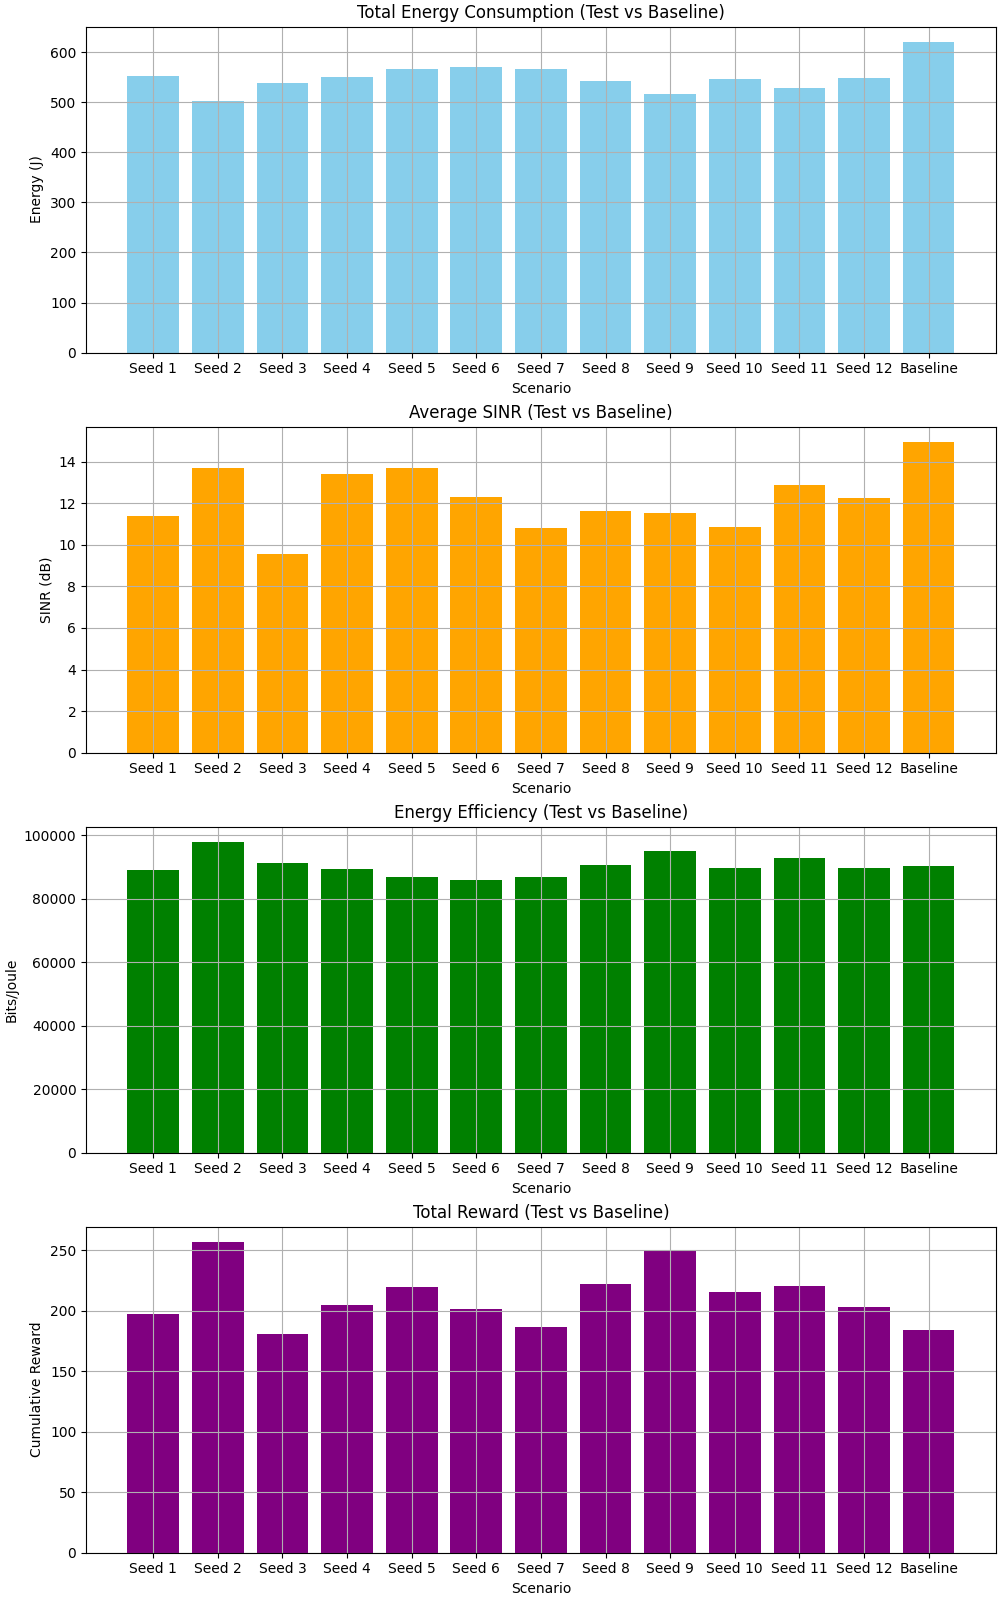 Total Energy Consumption (Test vs Baseline)
600
500
400
300
200
100
0
Energy (J)
Seed 1 Seed 2 Seed 3 Seed 4 Seed 5 Seed 6 Seed 7 Seed 8 Seed 9 Seed 10 Seed 11 Seed 12 Baseline
Scenario
Average SINR (Test vs Baseline)
14
12
10
8
6
4
2
0
SINR (dB)
Seed 1 Seed 2 Seed 3 Seed 4 Seed 5 Seed 6 Seed 7 Seed 8 Seed 9 Seed 10 Seed 11 Seed 12 Baseline
Scenario
Energy Efficiency (Test vs Baseline)
100000
80000
60000
40000
20000
0
Bits/Joule
Seed 1 Seed 2 Seed 3 Seed 4 Seed 5 Seed 6 Seed 7 Seed 8 Seed 9 Seed 10 Seed 11 Seed 12 Baseline
Scenario
Total Reward (Test vs Baseline)
250
200
150
100
50
0
Cumulative Reward
Seed 1 Seed 2 Seed 3 Seed 4 Seed 5 Seed 6 Seed 7 Seed 8 Seed 9 Seed 10 Seed 11 Seed 12 Baseline
Scenario